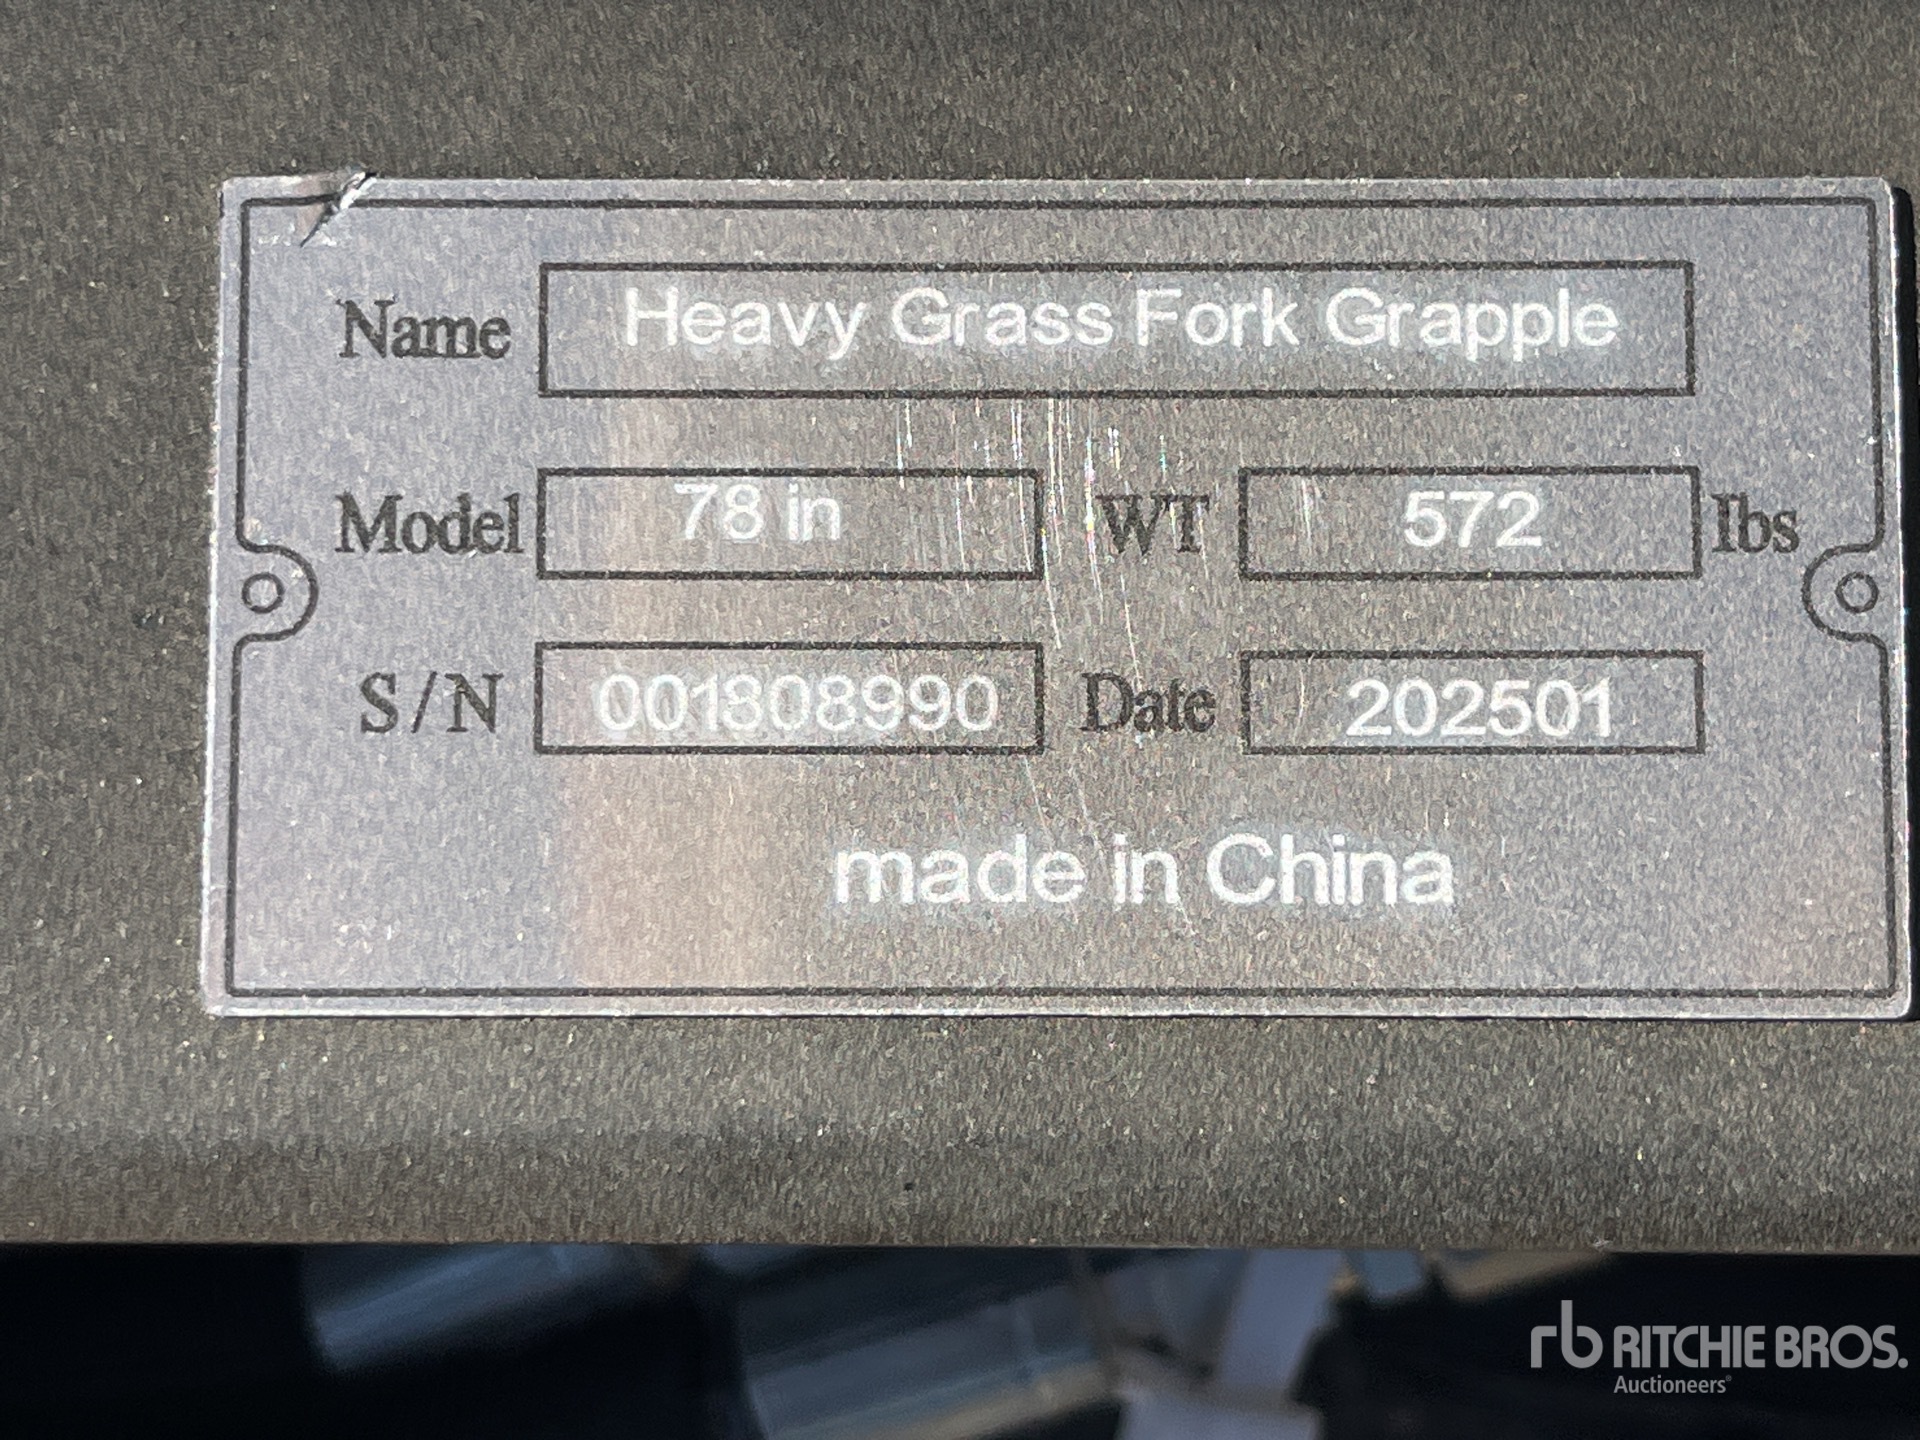 Name Heavy Grass Fork Grapple
Model 78 in WT 572 lbs
S/N 001808990 Date 202501
made in China
rb RITCHIE BROS.
Auctioneers